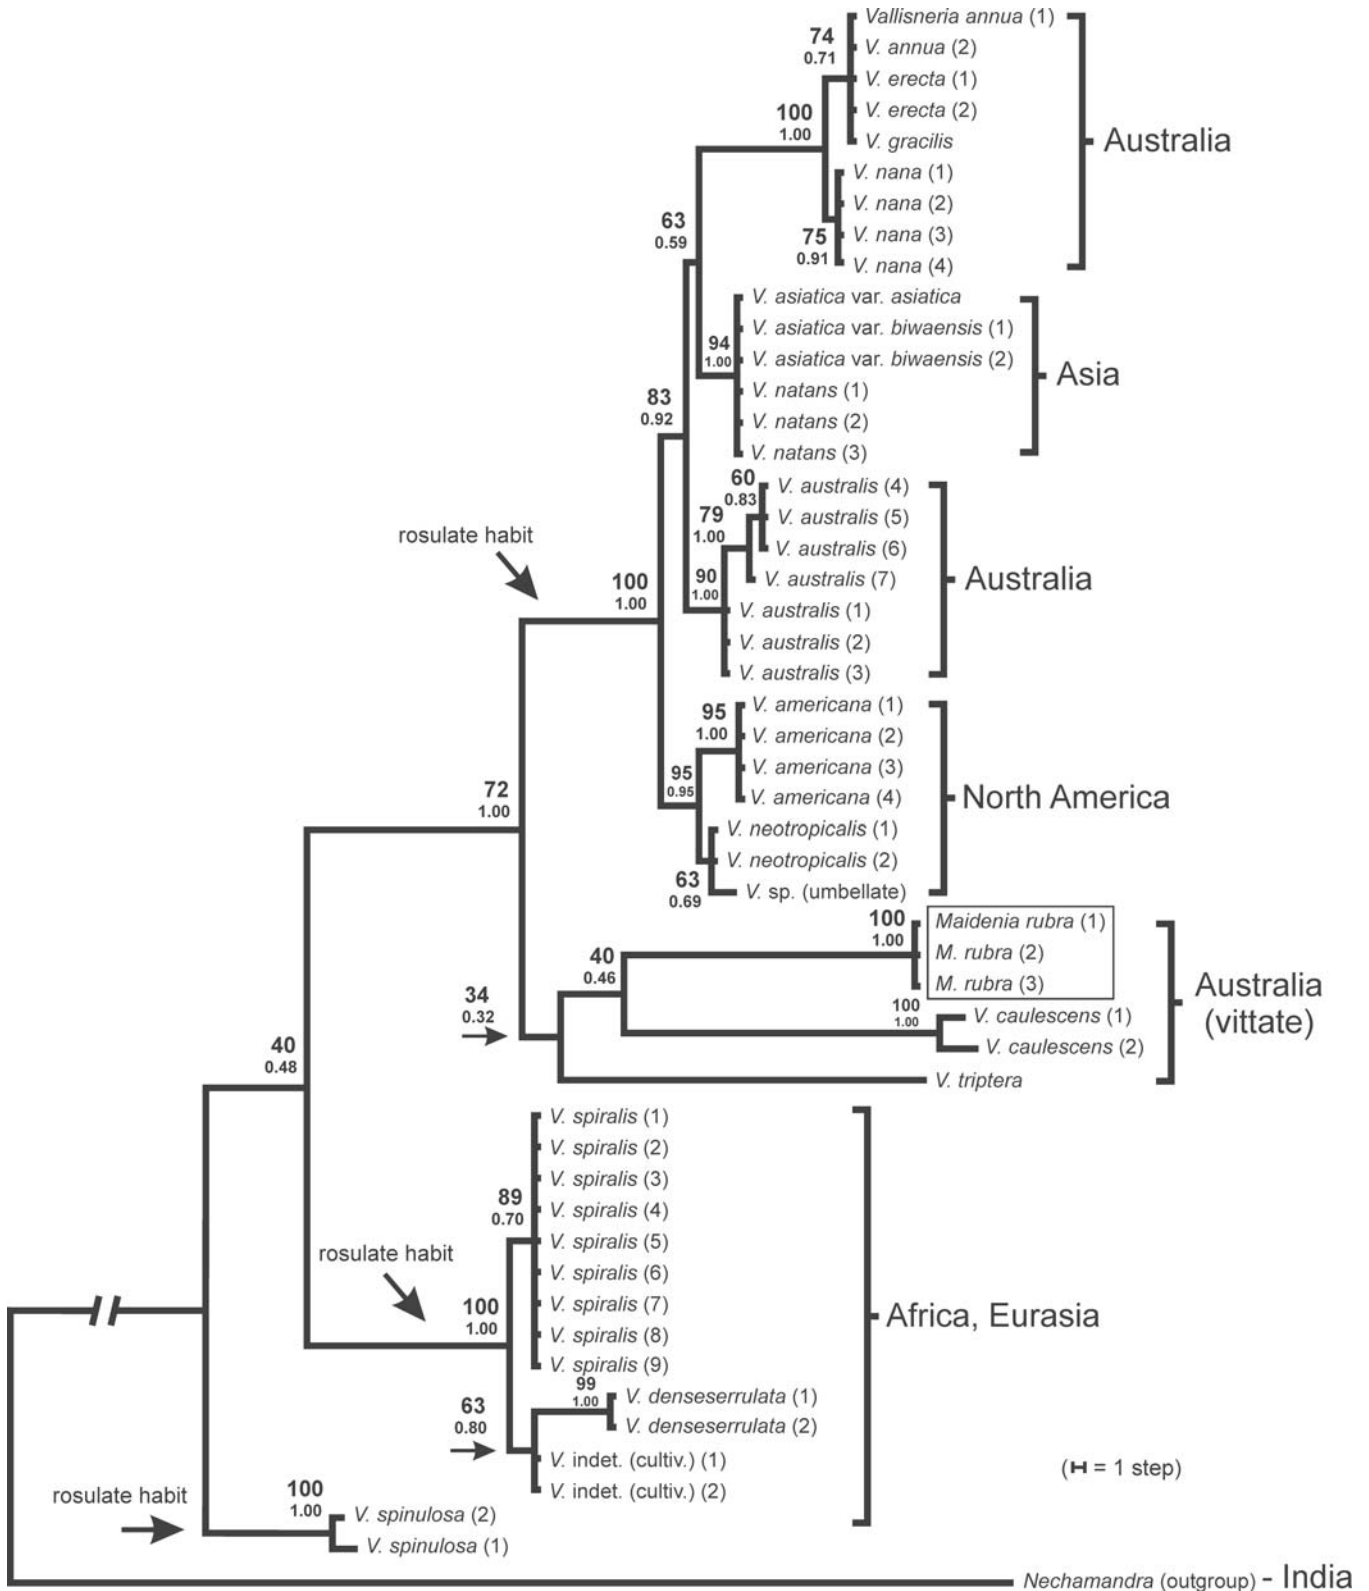 Vallisneria annua (1)
74
0.71
V. annua (2)
V. erecta (1)
V. erecta (2)
100
1.00
V. gracilis
Australia
V. nana (1)
V. nana (2)
63
0.59
75
0.91
V. nana (3)
V. nana (4)
V. asiatica var. asiatica
V. asiatica var. biwaensis (1)
94
1.00
V. asiatica var. biwaensis (2)
Asia
V. natans (1)
83
0.92
V. natans (2)
V. natans (3)
60
0.83
V. australis (4)
79
1.00
V. australis (5)
rosulate habit
V. australis (6)
100
1.00
90
1.00
V. australis (7)
Australia
V. australis (1)
V. australis (2)
V. australis (3)
95
1.00
V. americana (1)
V. americana (2)
95
0.95
V. americana (3)
72
1.00
V. americana (4)
North America
V. neotropicalis (1)
V. neotropicalis (2)
63
0.69
V. sp. (umbellate)
100
1.00
Maidenia rubra (1)
40
0.46
M. rubra (2)
M. rubra (3)
Australia
(vittate)
34
0.32
100
1.00
V. caulescens (1)
V. caulescens (2)
40
0.48
V. triptera
V. spiralis (1)
V. spiralis (2)
V. spiralis (3)
89
0.70
V. spiralis (4)
V. spiralis (5)
rosulate habit
V. spiralis (6)
100
1.00
V. spiralis (7)
Africa, Eurasia
V. spiralis (8)
V. spiralis (9)
99
1.00
V. denseserrulata (1)
63
0.80
V. denseserrulata (2)
V. indet. (cultiv.) (1)
( = 1 step)
V. indet. (cultiv.) (2)
rosulate habit
100
1.00
V. spinulosa (2)
V. spinulosa (1)
Nechamandra (outgroup) - India